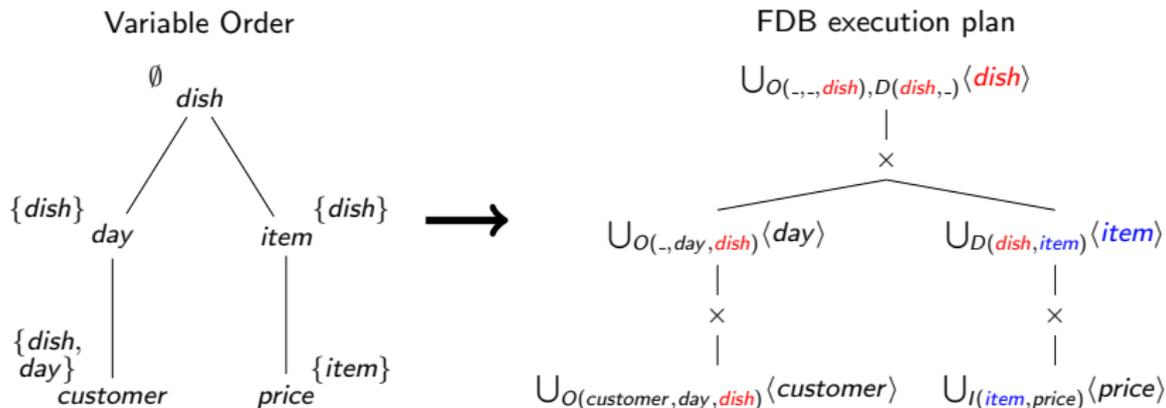 Variable Order
FDB execution plan
∅
dish
⋃O(_,_,dish),D(dish,_)⟨dish⟩
×
{dish}
day
{dish}
item
⋃O(_,day,dish)⟨day⟩
⋃D(dish,item)⟨item⟩
×
×
{dish,
day}
customer
{item}
price
⋃O(customer,day,dish)⟨customer⟩
⋃I(item,price)⟨price⟩